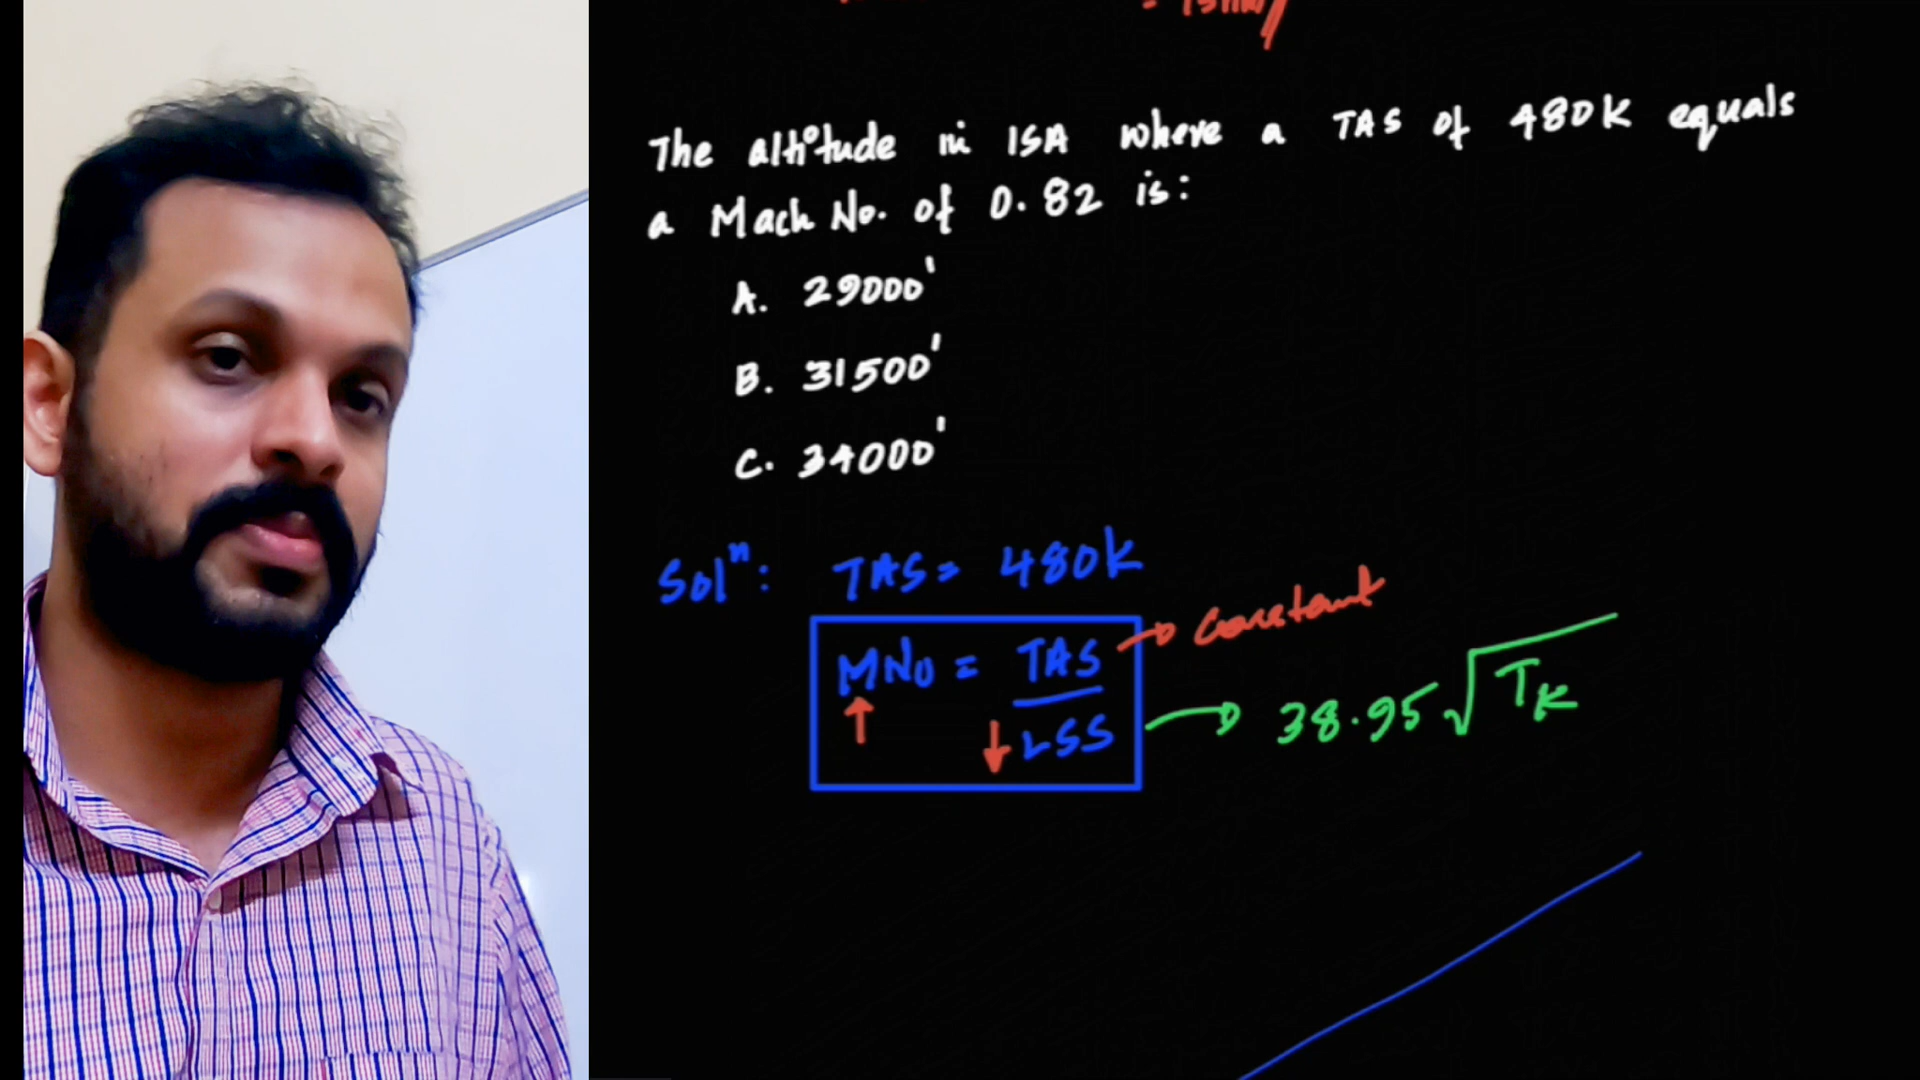 The altitude in ISA where a TAS of 480K equals
a Mach No. of 0.82 is:
A. 29000'
B. 31500'
C. 34000'
Solⁿ: TAS = 480K
MNo = TAS → Constant
↑ ↓ LSS → 38.95√T_K